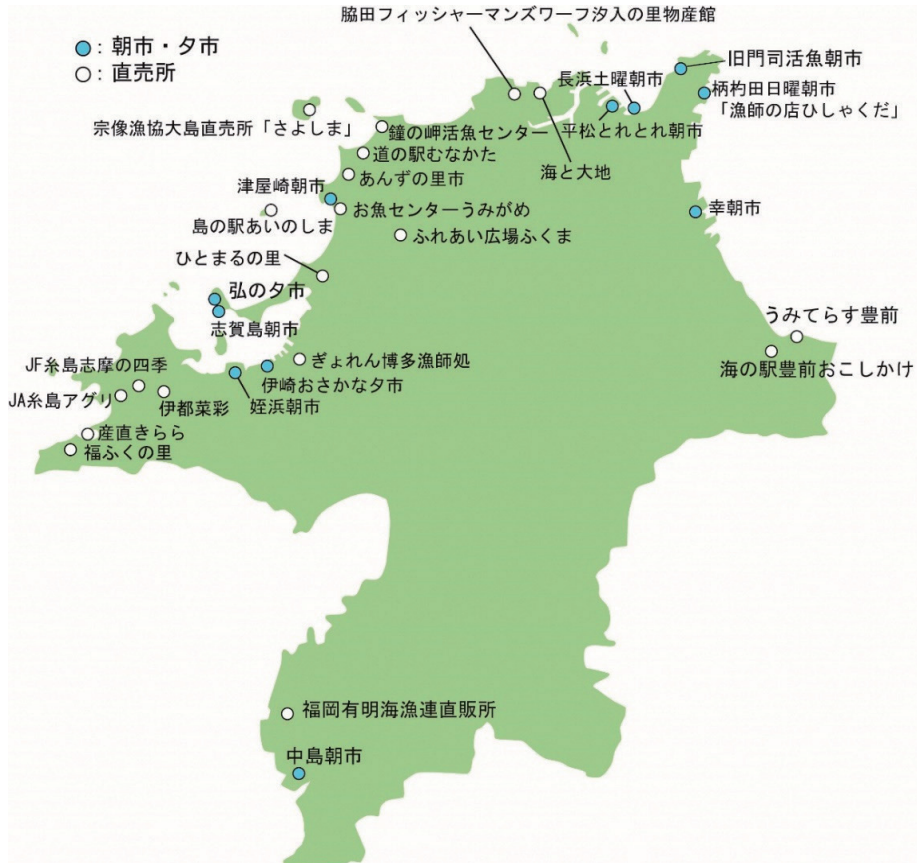 ○：朝市・夕市
○：直売所
脇田フィッシャーマンズワーフ汐入の里物産館
旧門司活魚朝市
長浜土曜朝市
柄杓田日曜朝市
「漁師の店ひしゃくだ」
宗像漁協大島直売所「さよしま」
鐘の岬活魚センター
平松とれとれ朝市
道の駅むなかた
海と大地
あんずの里市
津屋崎朝市
お魚センターうみがめ
幸朝市
島の駅あいのしま
ふれあい広場ふくま
ひとまるの里
弘の夕市
志賀島朝市
うみてらす豊前
海の駅豊前おこしかけ
ぎょれん博多漁師処
JF糸島志摩の四季
伊崎おさかな夕市
JA糸島アグリ
伊都菜彩
姪浜朝市
産直きらら
福ふくの里
福岡有明海漁連直販所
中島朝市